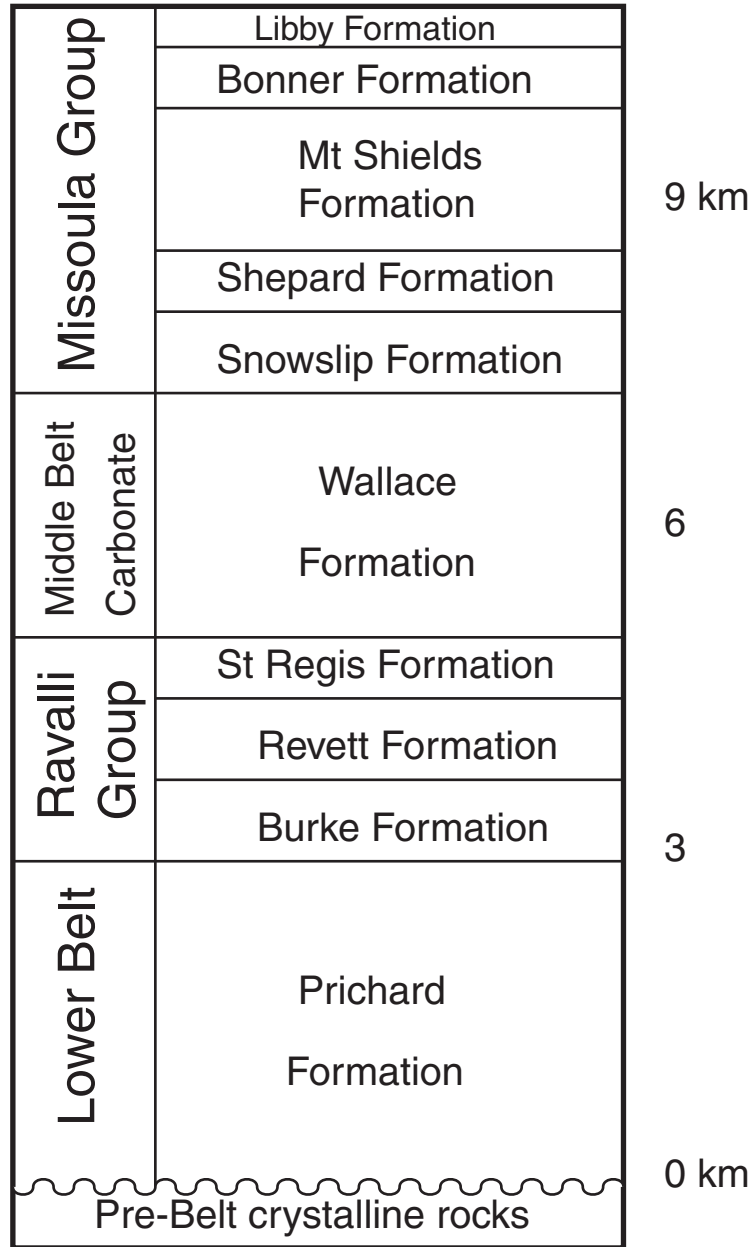 Missoula Group
Libby Formation
Bonner Formation
Mt Shields
Formation
9 km
Shepard Formation
Snowslip Formation
Middle Belt
Carbonate
Wallace
Formation
6
Ravalli
Group
St Regis Formation
Revett Formation
Burke Formation
3
Lower Belt
Prichard
Formation
0 km
Pre-Belt crystalline rocks